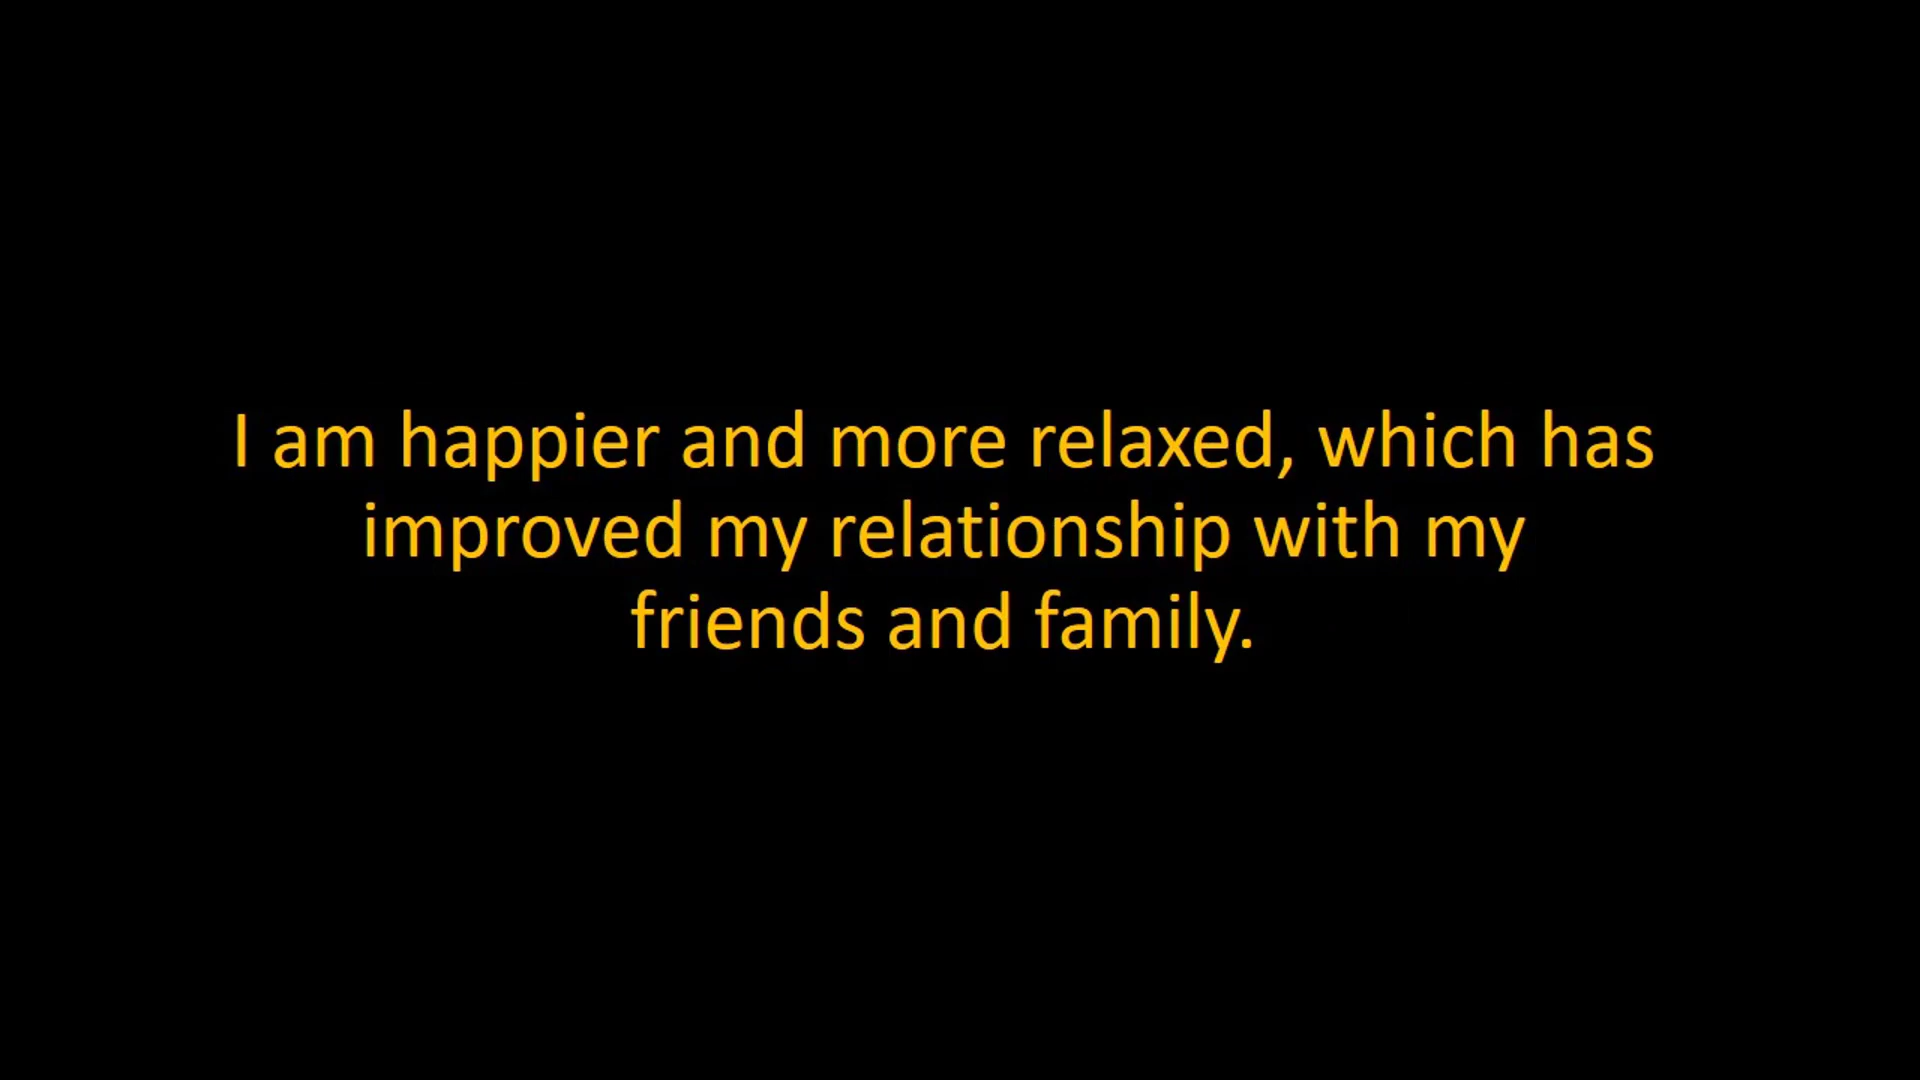 I am happier and more relaxed, which has
improved my relationship with my
friends and family.